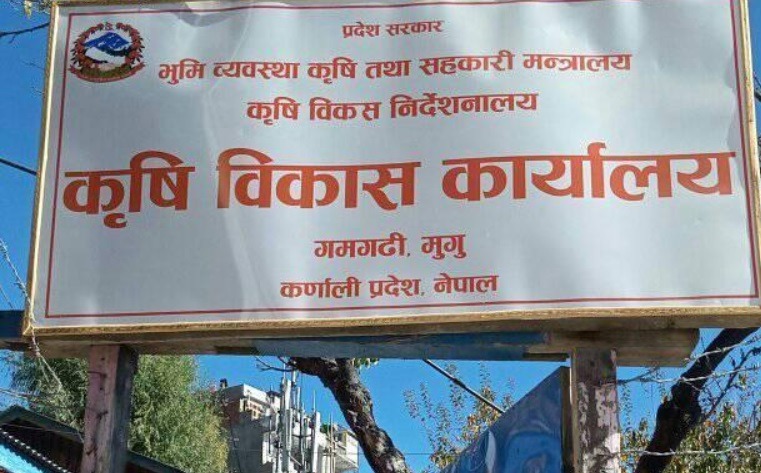 प्रदेश सरकार
भुमि व्यवस्था कृषि तथा सहकारी मन्त्रालय
कृषि विकस निर्देशनालय
कृषि विकास कार्यालय
गमगढी, मुगु
कर्णाली प्रदेश, नेपाल